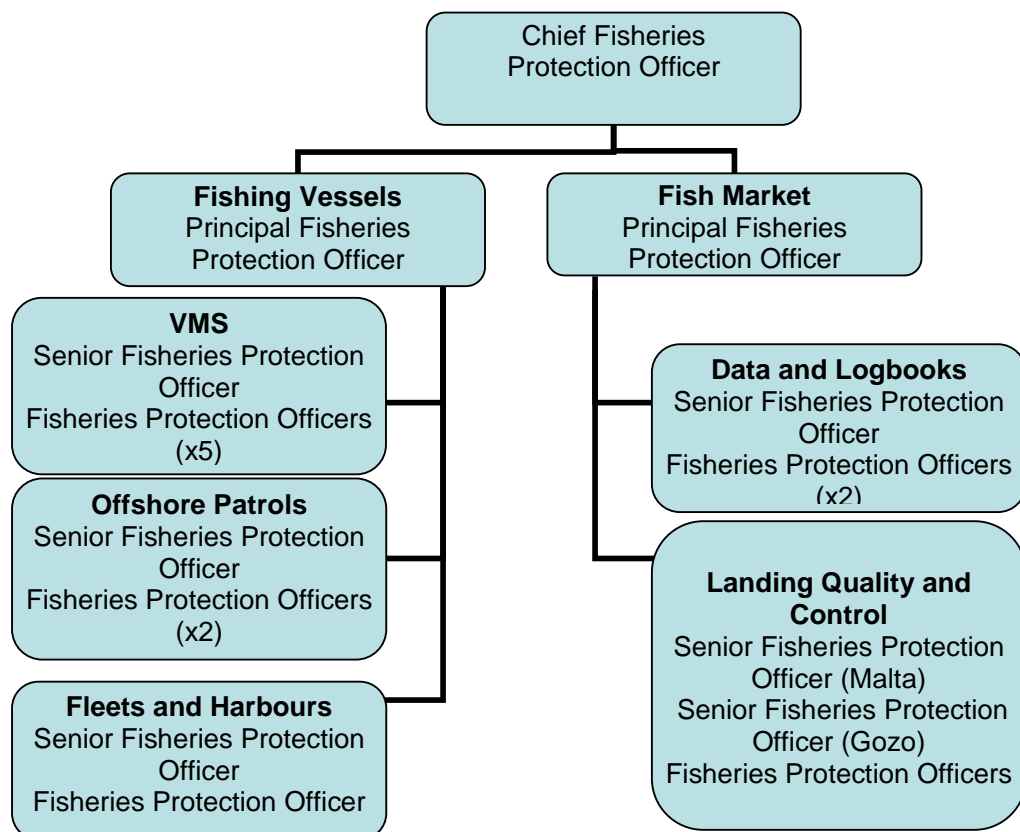 Chief Fisheries
Protection Officer
Fishing Vessels
Principal Fisheries
Protection Officer
Fish Market
Principal Fisheries
Protection Officer
VMS
Senior Fisheries Protection
Officer
Fisheries Protection Officers
(x5)
Offshore Patrols
Senior Fisheries Protection
Officer
Fisheries Protection Officers
(x2)
Fleets and Harbours
Senior Fisheries Protection
Officer
Fisheries Protection Officer
Data and Logbooks
Senior Fisheries Protection
Officer
Fisheries Protection Officers
(x2)
Landing Quality and
Control
Senior Fisheries Protection
Officer (Malta)
Senior Fisheries Protection
Officer (Gozo)
Fisheries Protection Officers